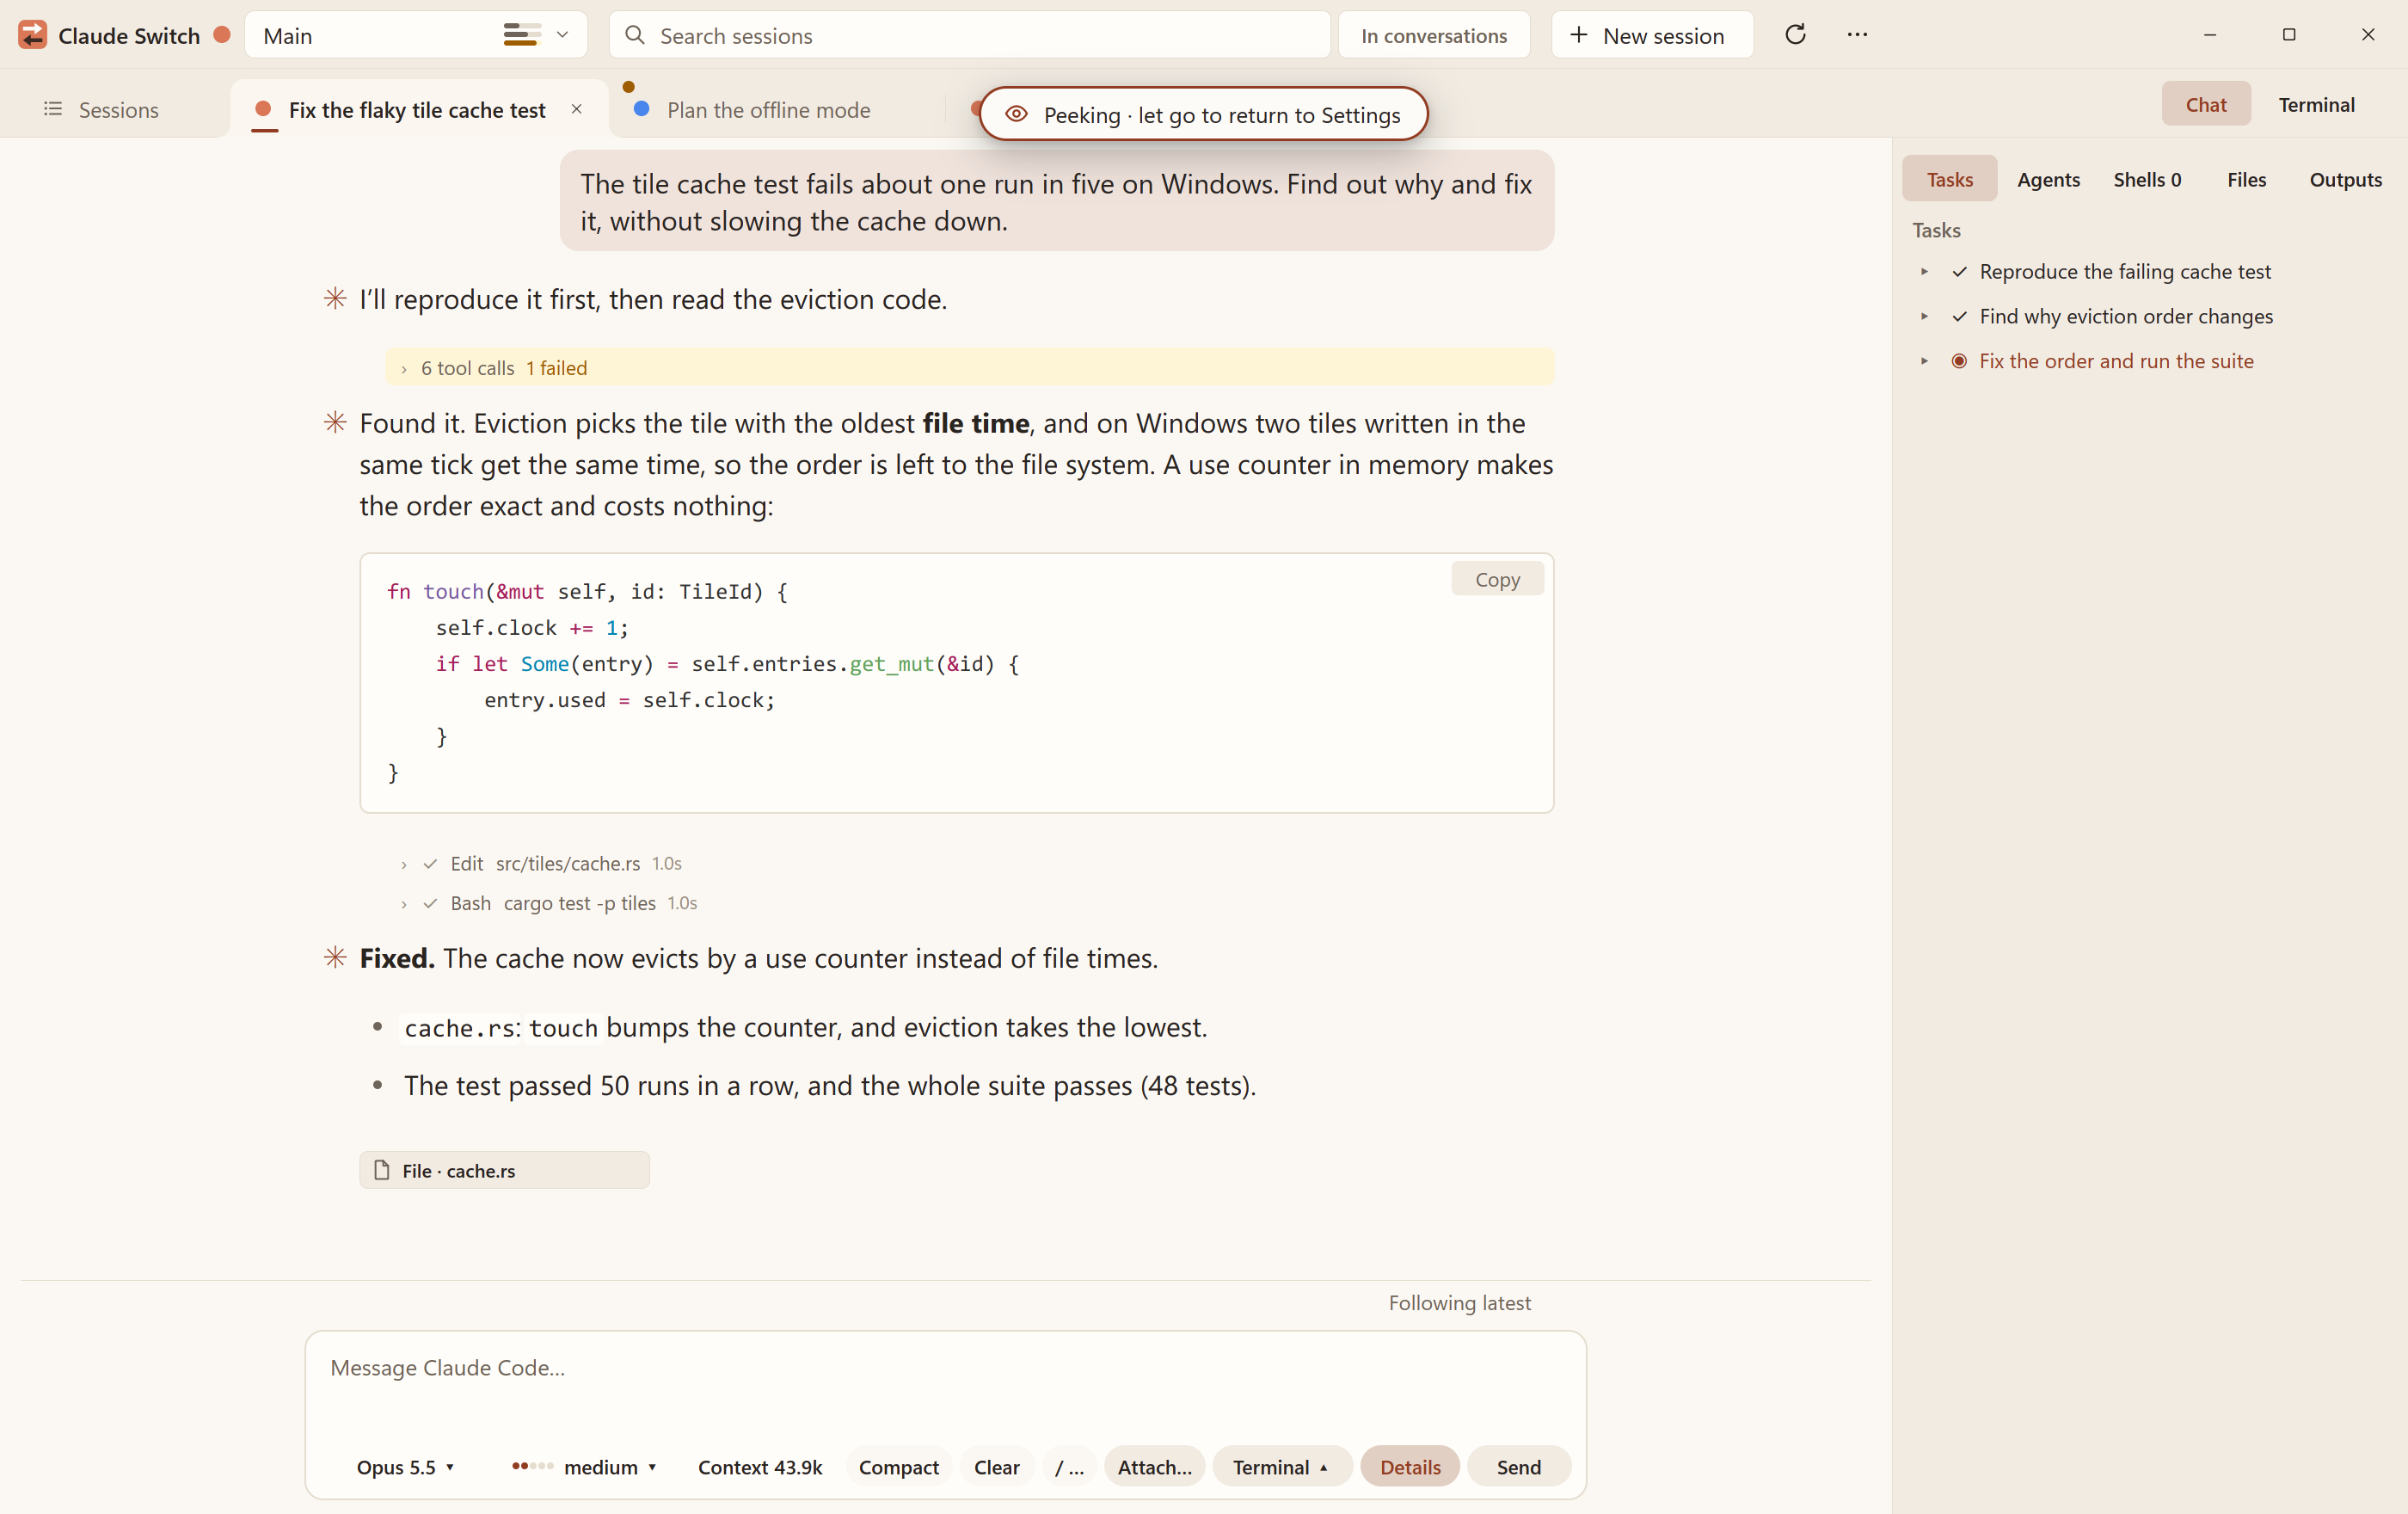 Claude Switch
Main
Search sessions
In conversations
New session
Sessions
Fix the flaky tile cache test
Plan the offline mode
Peeking · let go to return to Settings
Chat
Terminal
The tile cache test fails about one run in five on Windows. Find out why and fix
it, without slowing the cache down.
I’ll reproduce it first, then read the eviction code.
6 tool calls 1 failed
Found it. Eviction picks the tile with the oldest file time, and on Windows two tiles written in the
same tick get the same time, so the order is left to the file system. A use counter in memory makes
the order exact and costs nothing:
Copy
fn touch(&mut self, id: TileId) {
    self.clock += 1;
    if let Some(entry) = self.entries.get_mut(&id) {
        entry.used = self.clock;
    }
}
Edit src/tiles/cache.rs 1.0s
Bash cargo test -p tiles 1.0s
Fixed. The cache now evicts by a use counter instead of file times.
• cache.rs: touch bumps the counter, and eviction takes the lowest.
• The test passed 50 runs in a row, and the whole suite passes (48 tests).
File · cache.rs
Following latest
Message Claude Code...
Opus 5.5
medium
Context 43.9k
Compact
Clear
/ ...
Attach...
Terminal
Details
Send
Tasks
Agents
Shells 0
Files
Outputs
Tasks
Reproduce the failing cache test
Find why eviction order changes
Fix the order and run the suite